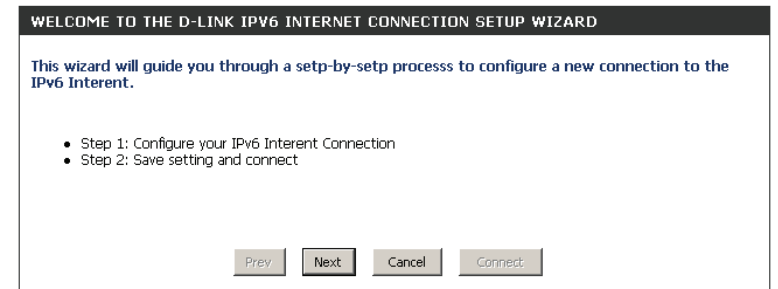 WELCOME TO THE D-LINK IPV6 INTERNET CONNECTION SETUP WIZARD
This wizard will guide you through a setp-by-setp processs to configure a new connection to the
IPv6 Interent.
• Step 1: Configure your IPv6 Interent Connection
• Step 2: Save setting and connect
Prev Next Cancel Connect